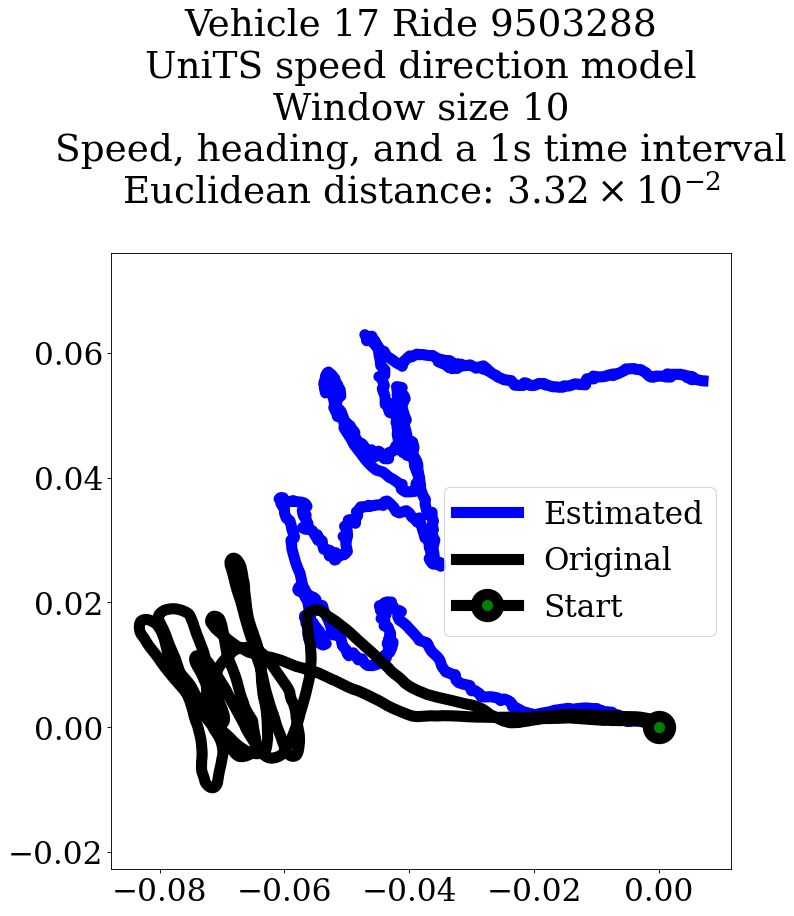 Vehicle 17 Ride 9503288
UniTS speed direction model
Window size 10
Speed, heading, and a 1s time interval
Euclidean distance: 3.32 × 10⁻²
0.06
0.04
0.02
0.00
−0.02
Estimated
Original
Start
−0.08 −0.06 −0.04 −0.02 0.00